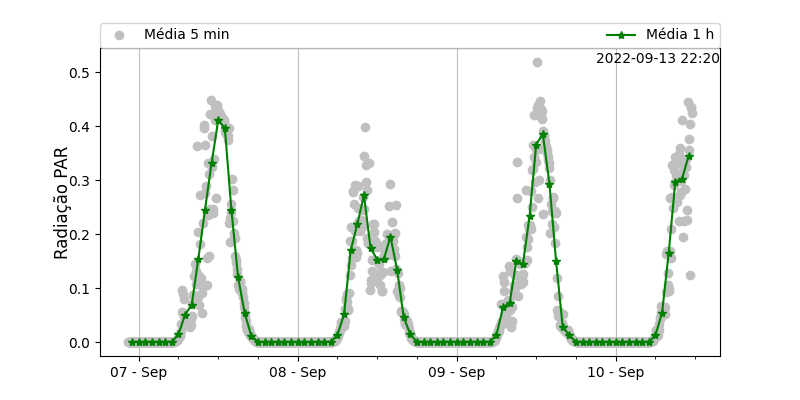 Média 5 min
Média 1 h
2022-09-13 22:20
Radiação PAR
0.5
0.4
0.3
0.2
0.1
0.0
07 - Sep
08 - Sep
09 - Sep
10 - Sep